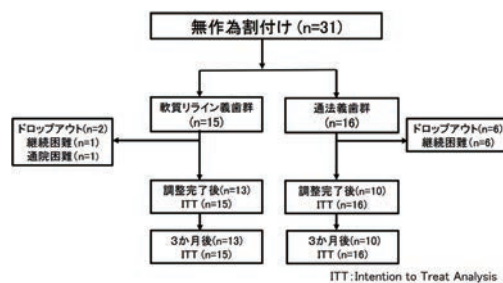 無作為割付け(n=31)
軟質リライン義歯群
(n=15)
通法義歯群
(n=16)
ドロップアウト(n=2)
継続困難(n=1)
通院困難(n=1)
ドロップアウト(n=6)
継続困難(n=6)
調整完了後(n=13)
ITT (n=15)
調整完了後(n=10)
ITT (n=16)
3か月後(n=13)
ITT (n=15)
3か月後(n=10)
ITT (n=16)
ITT:Intention to Treat Analysis